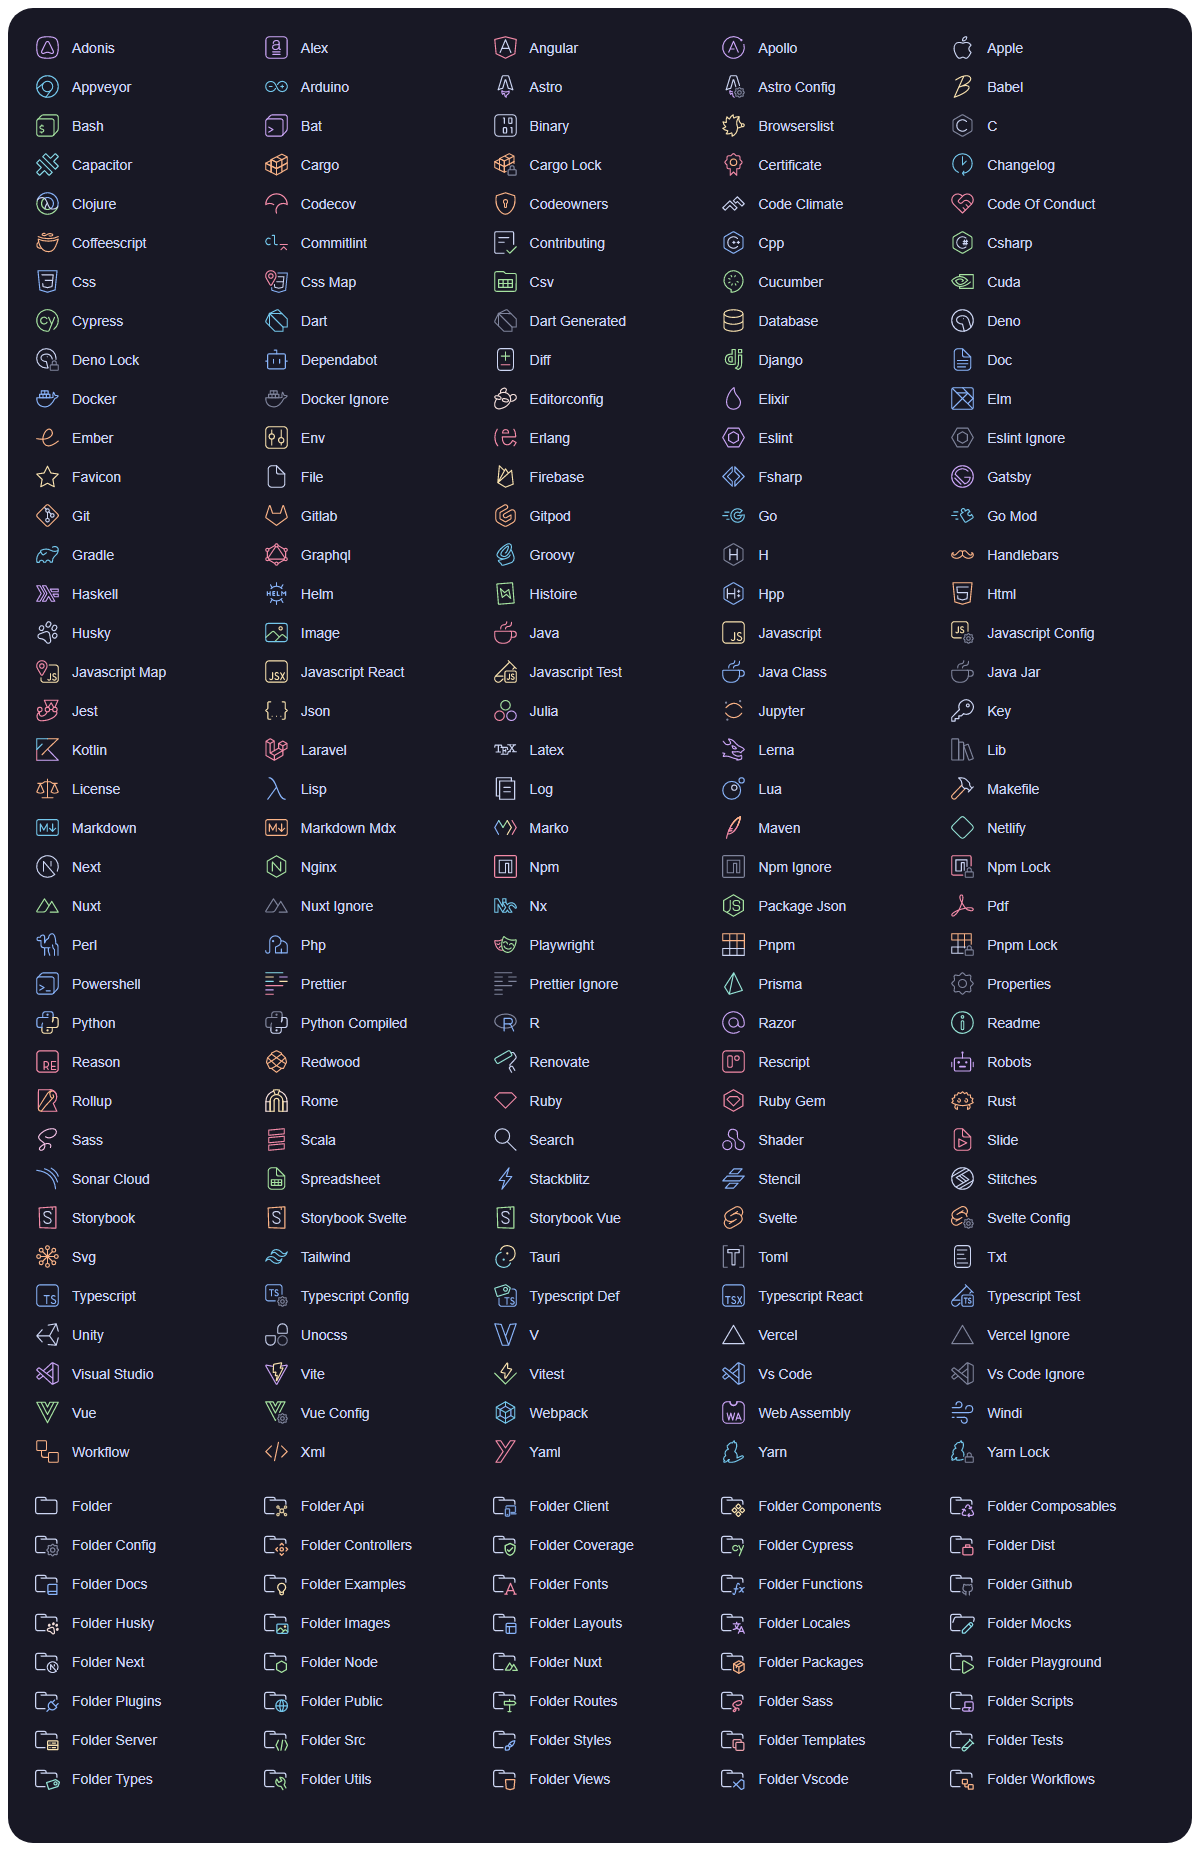 Adonis Alex Angular Apollo Apple
Appveyor Arduino Astro Astro Config Babel
Bash Bat Binary Browserslist C
Capacitor Cargo Cargo Lock Certificate Changelog
Clojure Codecov Codeowners Code Climate Code Of Conduct
Coffeescript Commitlint Contributing Cpp Csharp
Css Css Map Csv Cucumber Cuda
Cypress Dart Dart Generated Database Deno
Deno Lock Dependabot Diff Django Doc
Docker Docker Ignore Editorconfig Elixir Elm
Ember Env Erlang Eslint Eslint Ignore
Favicon File Firebase Fsharp Gatsby
Git Gitlab Gitpod Go Go Mod
Gradle Graphql Groovy H Handlebars
Haskell Helm Histoire Hpp Html
Husky Image Java Javascript Javascript Config
Javascript Map Javascript React Javascript Test Java Class Java Jar
Jest Json Julia Jupyter Key
Kotlin Laravel Latex Lerna Lib
License Lisp Log Lua Makefile
Markdown Markdown Mdx Marko Maven Netlify
Next Nginx Npm Npm Ignore Npm Lock
Nuxt Nuxt Ignore Nx Package Json Pdf
Perl Php Playwright Pnpm Pnpm Lock
Powershell Prettier Prettier Ignore Prisma Properties
Python Python Compiled R Razor Readme
Reason Redwood Renovate Rescript Robots
Rollup Rome Ruby Ruby Gem Rust
Sass Scala Search Shader Slide
Sonar Cloud Spreadsheet Stackblitz Stencil Stitches
Storybook Storybook Svelte Storybook Vue Svelte Svelte Config
Svg Tailwind Tauri Toml Txt
Typescript Typescript Config Typescript Def Typescript React Typescript Test
Unity Unocss V Vercel Vercel Ignore
Visual Studio Vite Vitest Vs Code Vs Code Ignore
Vue Vue Config Webpack Web Assembly Windi
Workflow Xml Yaml Yarn Yarn Lock
Folder Folder Api Folder Client Folder Components Folder Composables
Folder Config Folder Controllers Folder Coverage Folder Cypress Folder Dist
Folder Docs Folder Examples Folder Fonts Folder Functions Folder Github
Folder Husky Folder Images Folder Layouts Folder Locales Folder Mocks
Folder Next Folder Node Folder Nuxt Folder Packages Folder Playground
Folder Plugins Folder Public Folder Routes Folder Sass Folder Scripts
Folder Server Folder Src Folder Styles Folder Templates Folder Tests
Folder Types Folder Utils Folder Views Folder Vscode Folder Workflows